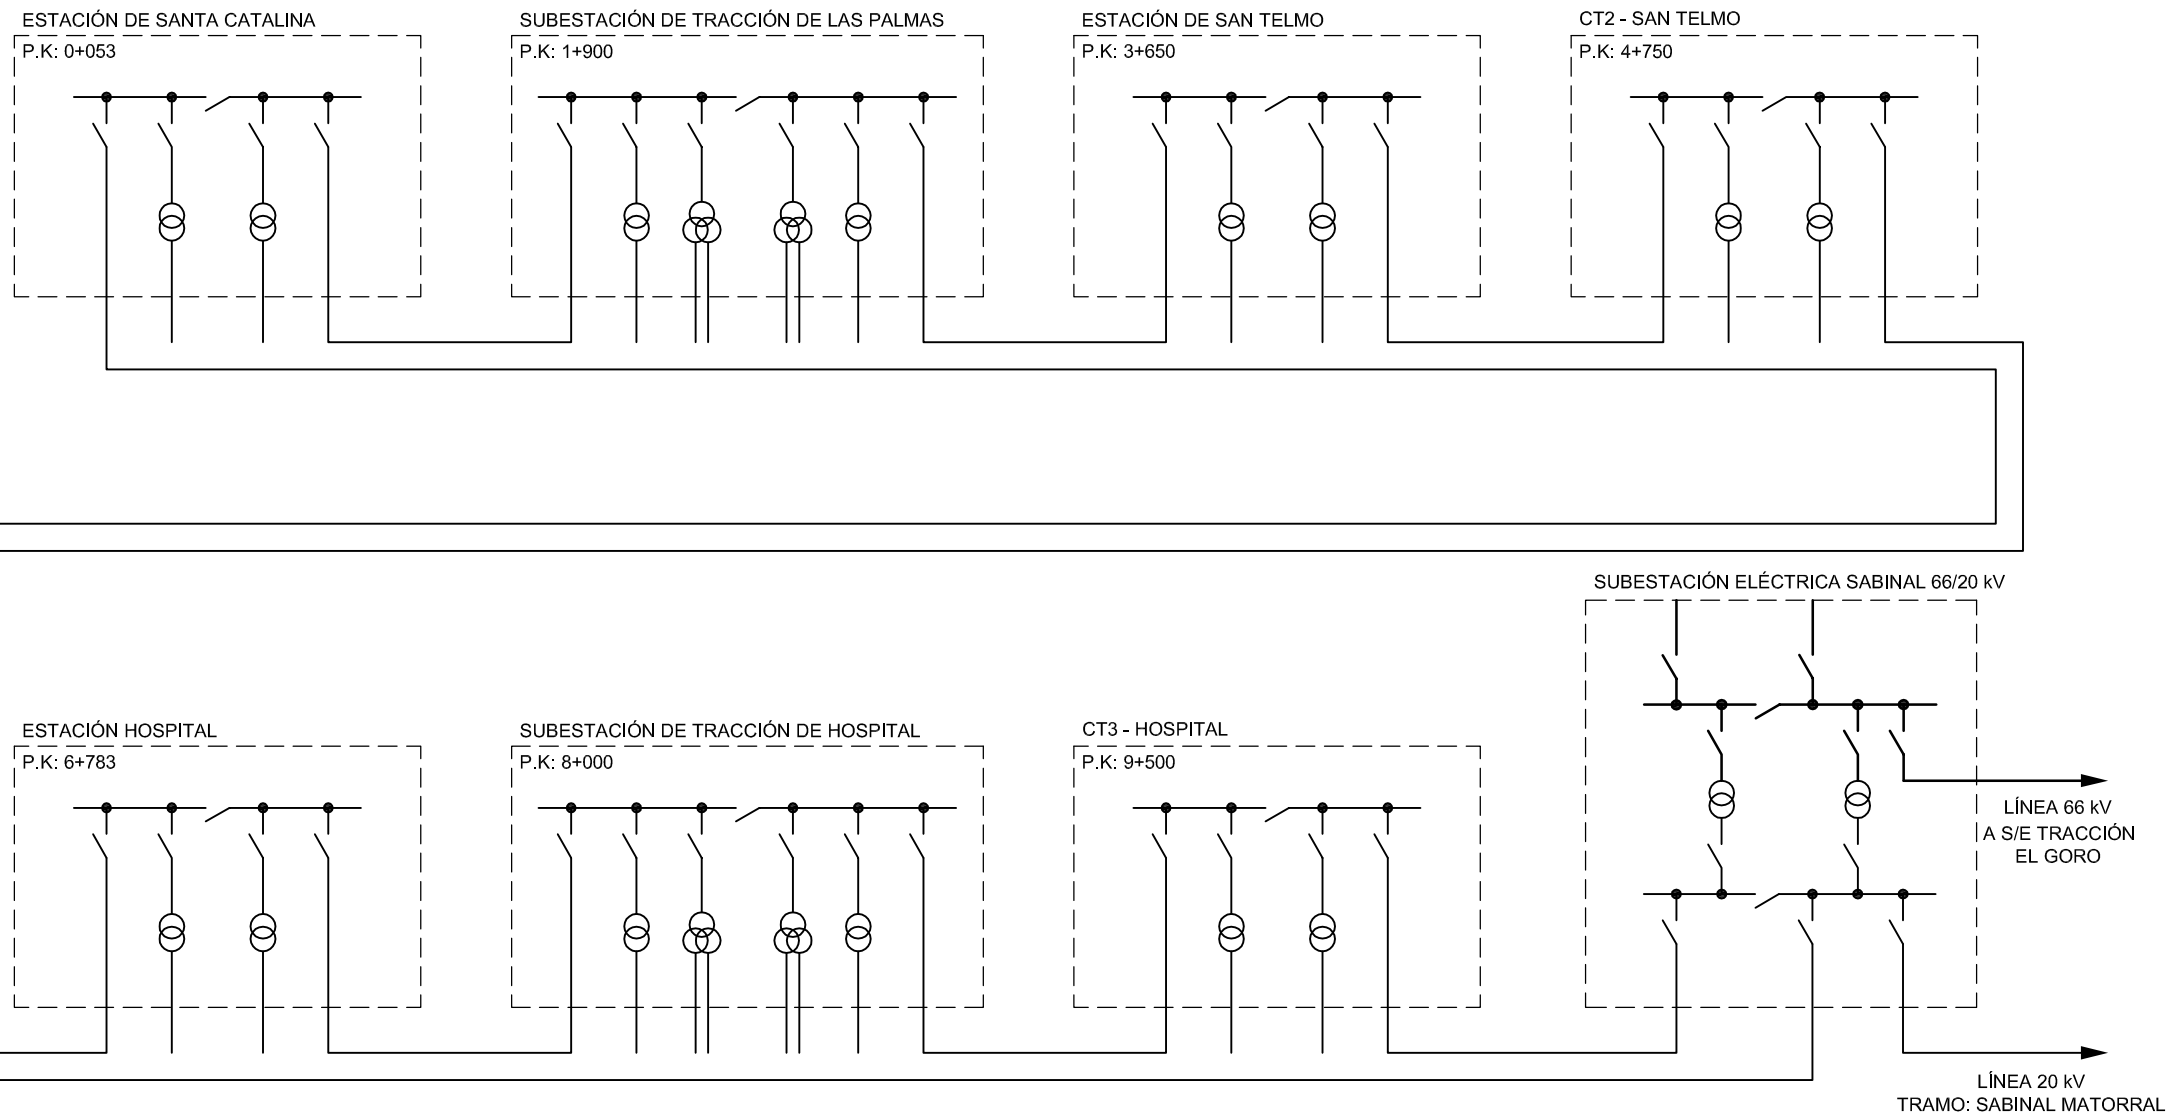 ESTACIÓN DE SANTA CATALINA
P.K: 0+053
SUBESTACIÓN DE TRACCIÓN DE LAS PALMAS
P.K: 1+900
ESTACIÓN DE SAN TELMO
P.K: 3+650
CT2 - SAN TELMO
P.K: 4+750
SUBESTACIÓN ELÉCTRICA SABINAL 66/20 kV
ESTACIÓN HOSPITAL
P.K: 6+783
SUBESTACIÓN DE TRACCIÓN DE HOSPITAL
P.K: 8+000
CT3 - HOSPITAL
P.K: 9+500
LÍNEA 66 kV
A S/E TRACCIÓN
EL GORO
LÍNEA 20 kV
TRAMO: SABINAL MATORRAL